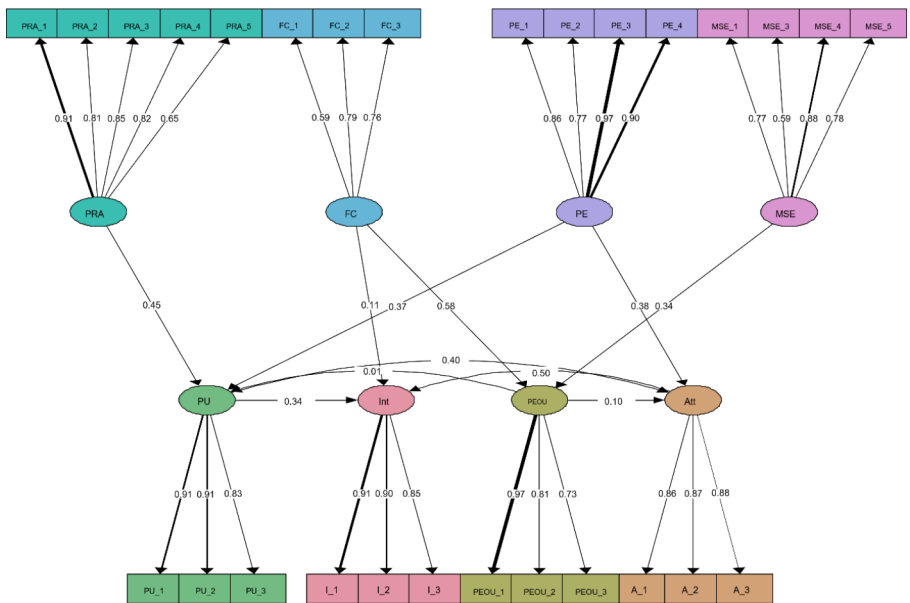 PRA_1 PRA_2 PRA_3 PRA_4 PRA_5 FC_1 FC_2 FC_3 PE_1 PE_2 PE_3 PE_4 MSE_1 MSE_3 MSE_4 MSE_5
0.91 0.81 0.85 0.82 0.65 0.59 0.79 0.76 0.86 0.77 0.97 0.90 0.77 0.59 0.88 0.78
PRA FC PE MSE
0.45 0.11 0.37 0.58 0.38 0.34
0.40
0.01 0.50
PU 0.34 Int PEOU 0.10 Att
0.91 0.91 0.83 0.91 0.90 0.85 0.97 0.81 0.73 0.86 0.87 0.88
PU_1 PU_2 PU_3 I_1 I_2 I_3 PEOU_1 PEOU_2 PEOU_3 A_1 A_2 A_3